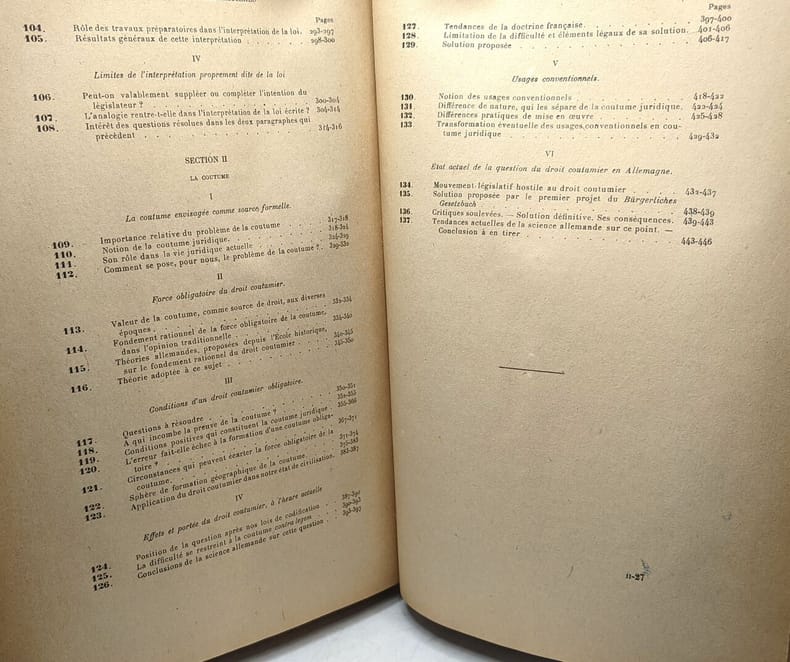 Pages
104. Rôle des travaux préparatoires dans l'interprétation de la loi. 293-297
105. Résultats généraux de cette interprétation 298-300
IV
Limites de l'interprétation proprement dite de la loi
106. Peut-on valablement suppléer ou compléter l'intention du
législateur ? 300-304
107. L'analogie rentre-t-elle dans l'interprétation de la loi écrite ? 304-314
108. Intérêt des questions résolues dans les deux paragraphes qui
précèdent 314-316
SECTION II
LA COUTUME
I
La coutume envisagée comme source formelle.
109. Importance relative du problème de la coutume 317-318
110. Notion de la coutume juridique. 318-324
111. Son rôle dans la vie juridique actuelle 324-329
112. Comment se pose, pour nous, le problème de la coutume ? 329-330
II
Force obligatoire du droit coutumier.
113. Valeur de la coutume, comme source de droit, aux diverses
époques
114. Fondement rationnel de la force obligatoire de la coutume,
dans l'opinion traditionnelle 334-340
115. Théories allemandes, proposées depuis l'École historique,
sur le fondement rationnel du droit coutumier 340-345
116. Théorie adoptée à ce sujet 345-350
III
Conditions d'un droit coutumier obligatoire.
117. Questions à résoudre 350-351
118. A qui incombe la preuve de la coutume ?
119. Conditions positives qui constituent la coutume juridique
120. L'erreur fait-elle échec à la formation d'une coutume obliga-
toire ? 367-371
121. Circonstances qui peuvent écarter la force obligatoire de la
coutume.
122. Sphère de formation géographique de la coutume.
123. Application du droit coutumier dans notre état de civilisation.
IV
Effets et portée du droit coutumier, à l'heure actuelle
124. Position de la question après nos lois de codification
125. La difficulté se restreint à la coutume contra legem
126. Conclusions de la science allemande sur cette question
Pages
127. Tendances de la doctrine française. 397-400
128. Limitation de la difficulté et éléments légaux de sa solution. 401-406
129. Solution proposée 406-417
V
Usages conventionnels.
130. Notion des usages conventionnels 418-422
131. Différence de nature, qui les sépare de la coutume juridique. 422-424
132. Différences pratiques de mise en œuvre 425-428
133 Transformation éventuelle des usages conventionnels en cou-
tume juridique 429-432
VI
Etat actuel de la question du droit coutumier en Allemagne.
134. Mouvement législatif hostile au droit coutumier 432-437
135. Solution proposée par le premier projet du Bürgerliches
Gesetzbach 438-439
136. Critiques soulevées. — Solution définitive. Ses conséquences. 439-443
137. Tendances actuelles de la science allemande sur ce point. —
Conclusion à en tirer 443-446
II-27